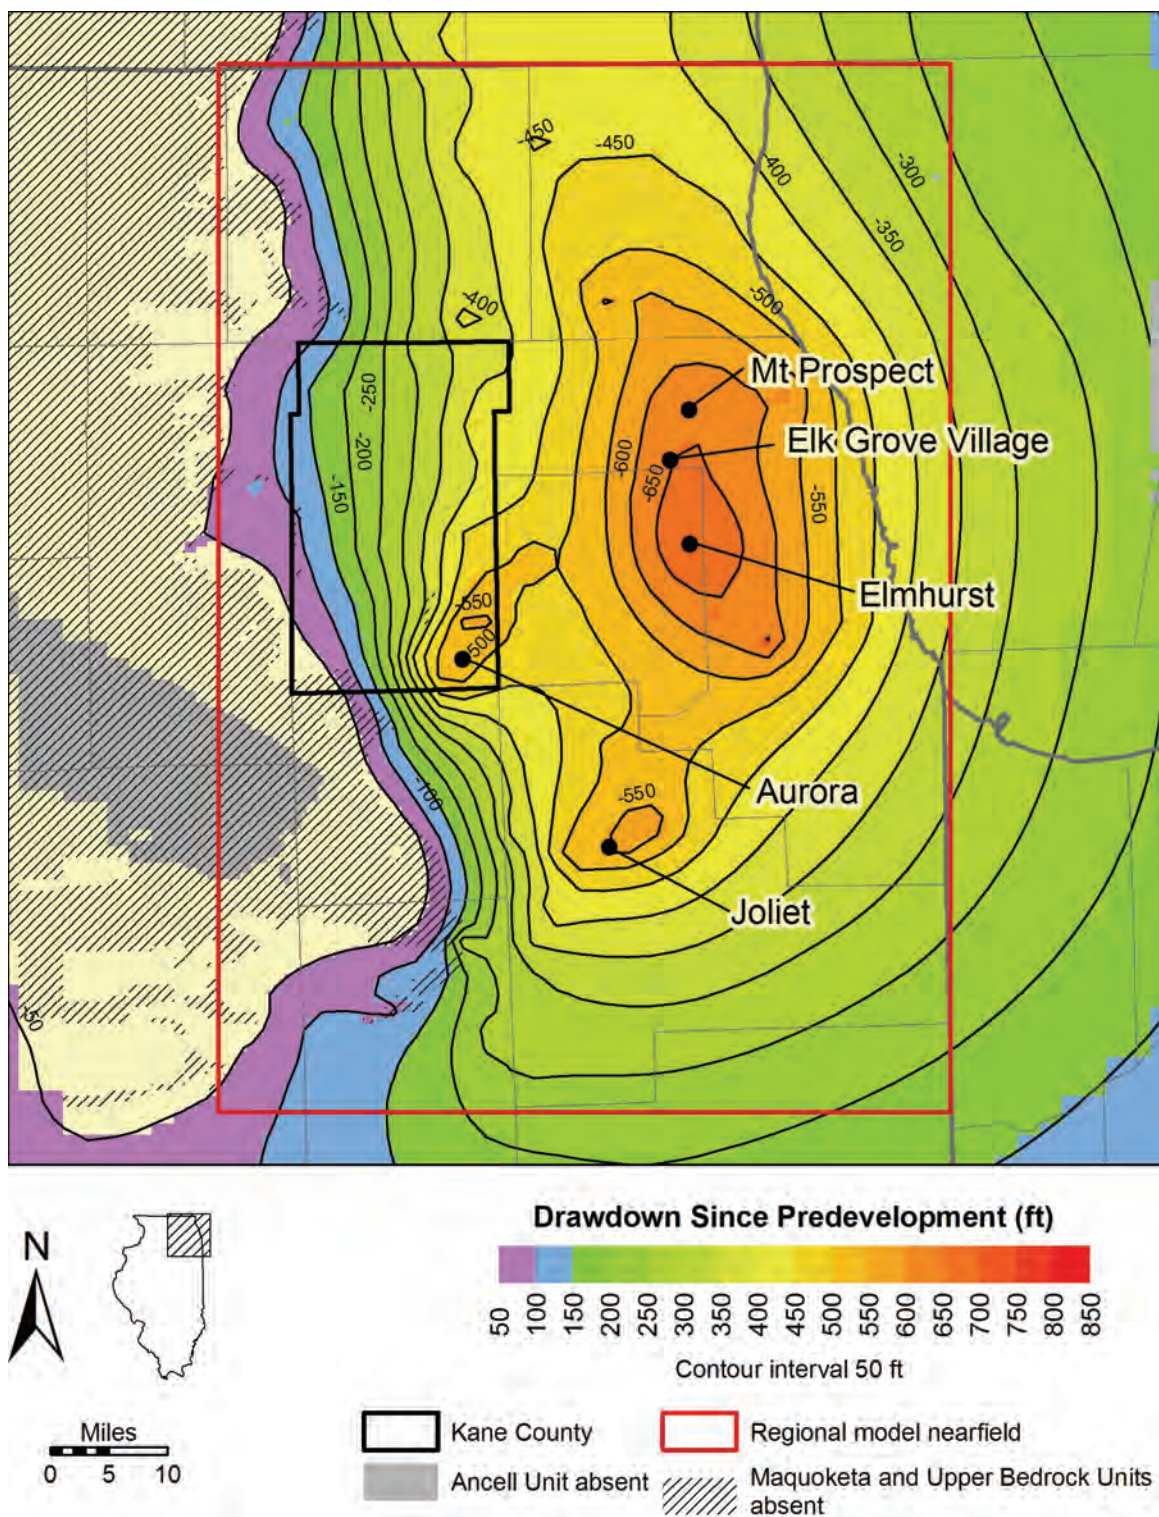 -450
-450
-400
-300
-350
-400
-500
Mt Prospect
-250
Elk Grove Village
-200
-600
-650
-150
-550
Elmhurst
-550
-500
Aurora
-100
-550
Joliet
-50
Drawdown Since Predevelopment (ft)
N
50 100 150 200 250 300 350 400 450 500 550 600 650 700 750 800 850
Contour interval 50 ft
Miles
0 5 10
Kane County
Regional model nearfield
Ancell Unit absent
Maquoketa and Upper Bedrock Units
absent